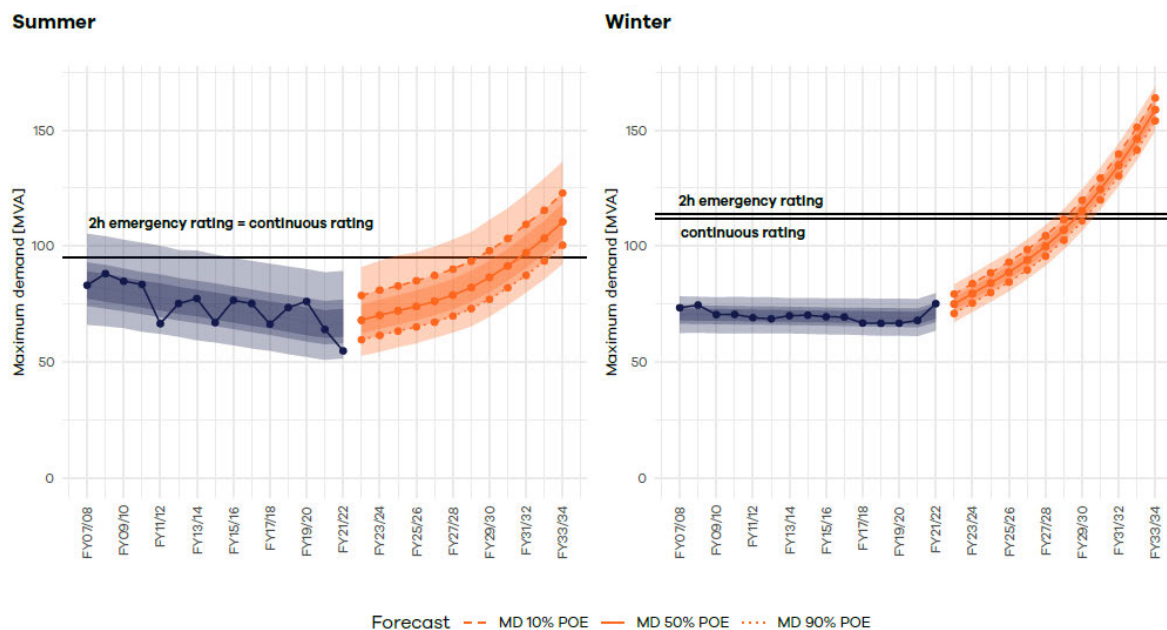 Summer
Winter
Maximum demand [MVA]
150
100
50
0
2h emergency rating = continuous rating
FY07/08
FY09/10
FY11/12
FY13/14
FY15/16
FY17/18
FY19/20
FY21/22
FY23/24
FY25/26
FY27/28
FY29/30
FY31/32
FY33/34
Maximum demand [MVA]
150
100
50
0
2h emergency rating
continuous rating
FY07/08
FY09/10
FY11/12
FY13/14
FY15/16
FY17/18
FY19/20
FY21/22
FY23/24
FY25/26
FY27/28
FY29/30
FY31/32
FY33/34
Forecast MD 10% POE MD 50% POE MD 90% POE